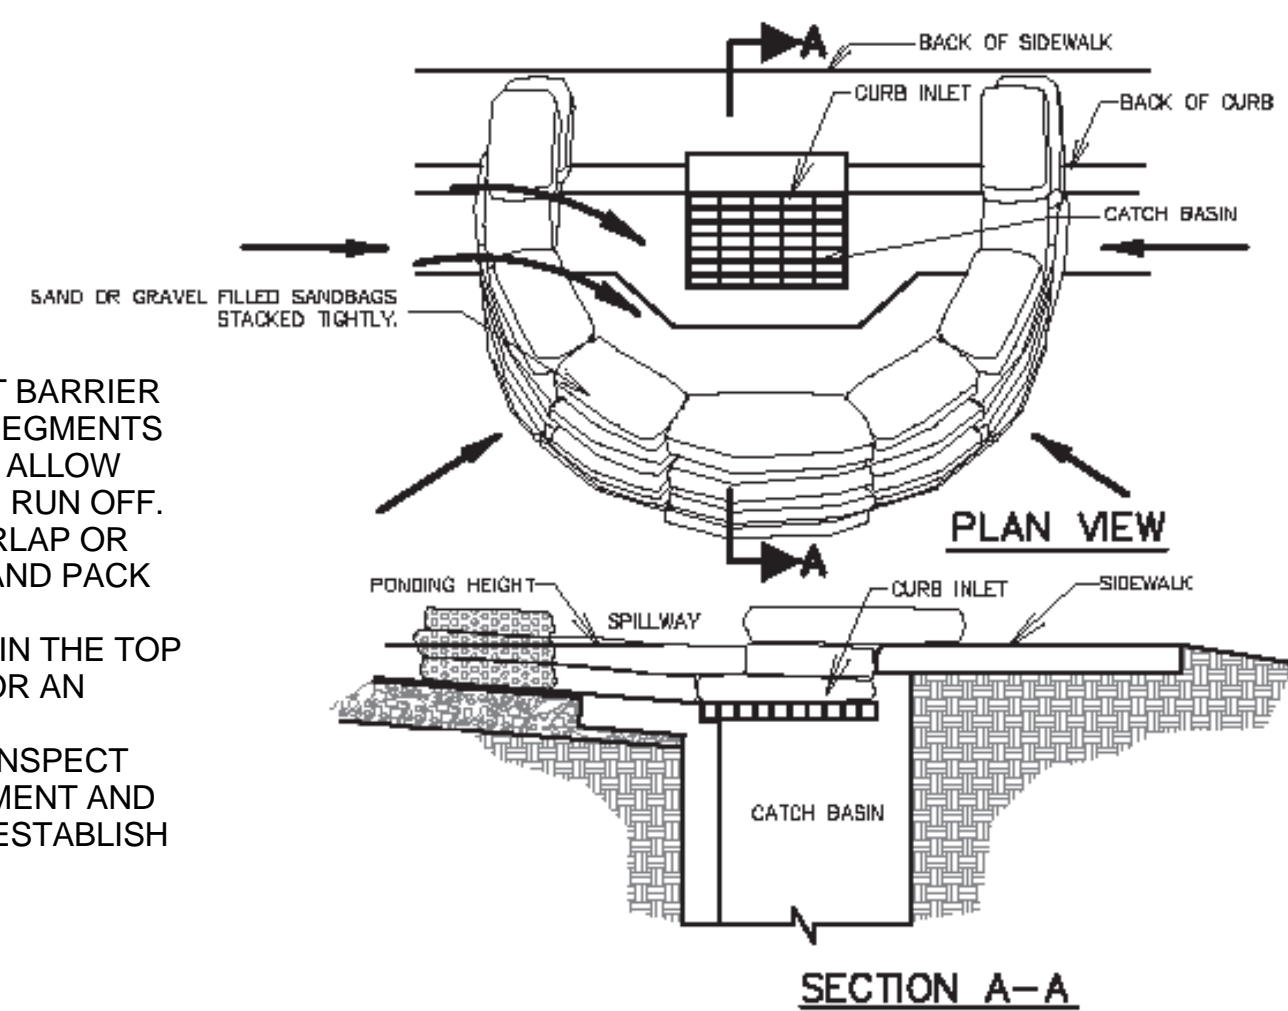 A
BACK OF SIDEWALK
CURB INLET
BACK OF CURB
CATCH BASIN
SAND OR GRAVEL FILLED SANDBAGS
STACKED TIGHTLY.
T BARRIER
EGMENTS
ALLOW
RUN OFF.
RLAP OR
AND PACK
IN THE TOP
OR AN
NSPECT
MENT AND
ESTABLISH
PLAN VIEW
A
PONDING HEIGHT
SPILLWAY
CURB INLET
SIDEWALK
CATCH BASIN
SECTION A-A